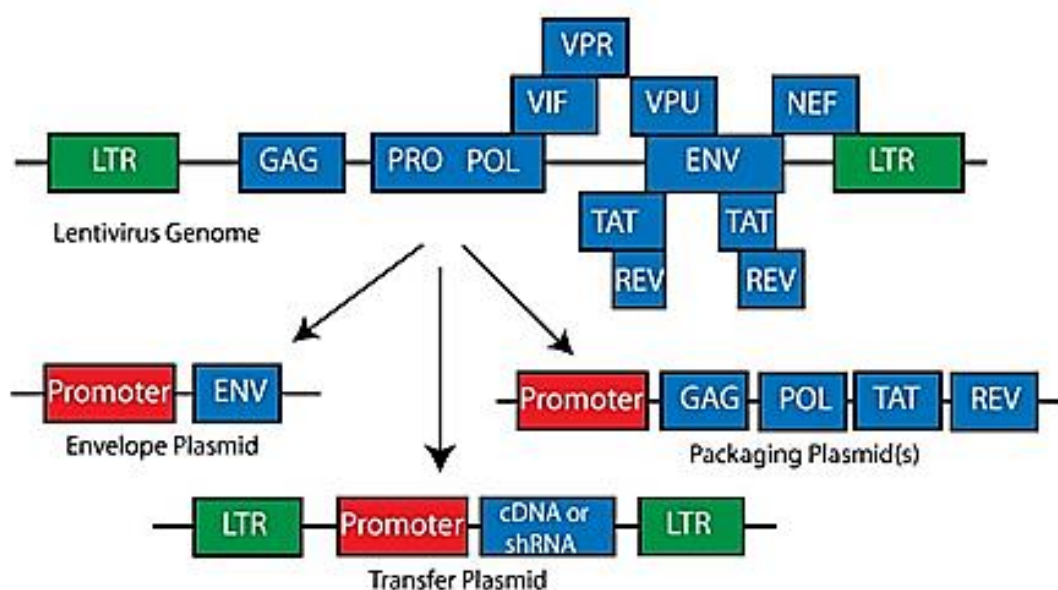 VPR
VIF VPU NEF
LTR GAG PRO POL ENV LTR
Lentivirus Genome
TAT TAT
REV REV
Promoter ENV
Envelope Plasmid
Promoter GAG POL TAT REV
Packaging Plasmid(s)
LTR Promoter cDNA or LTR
shRNA
Transfer Plasmid